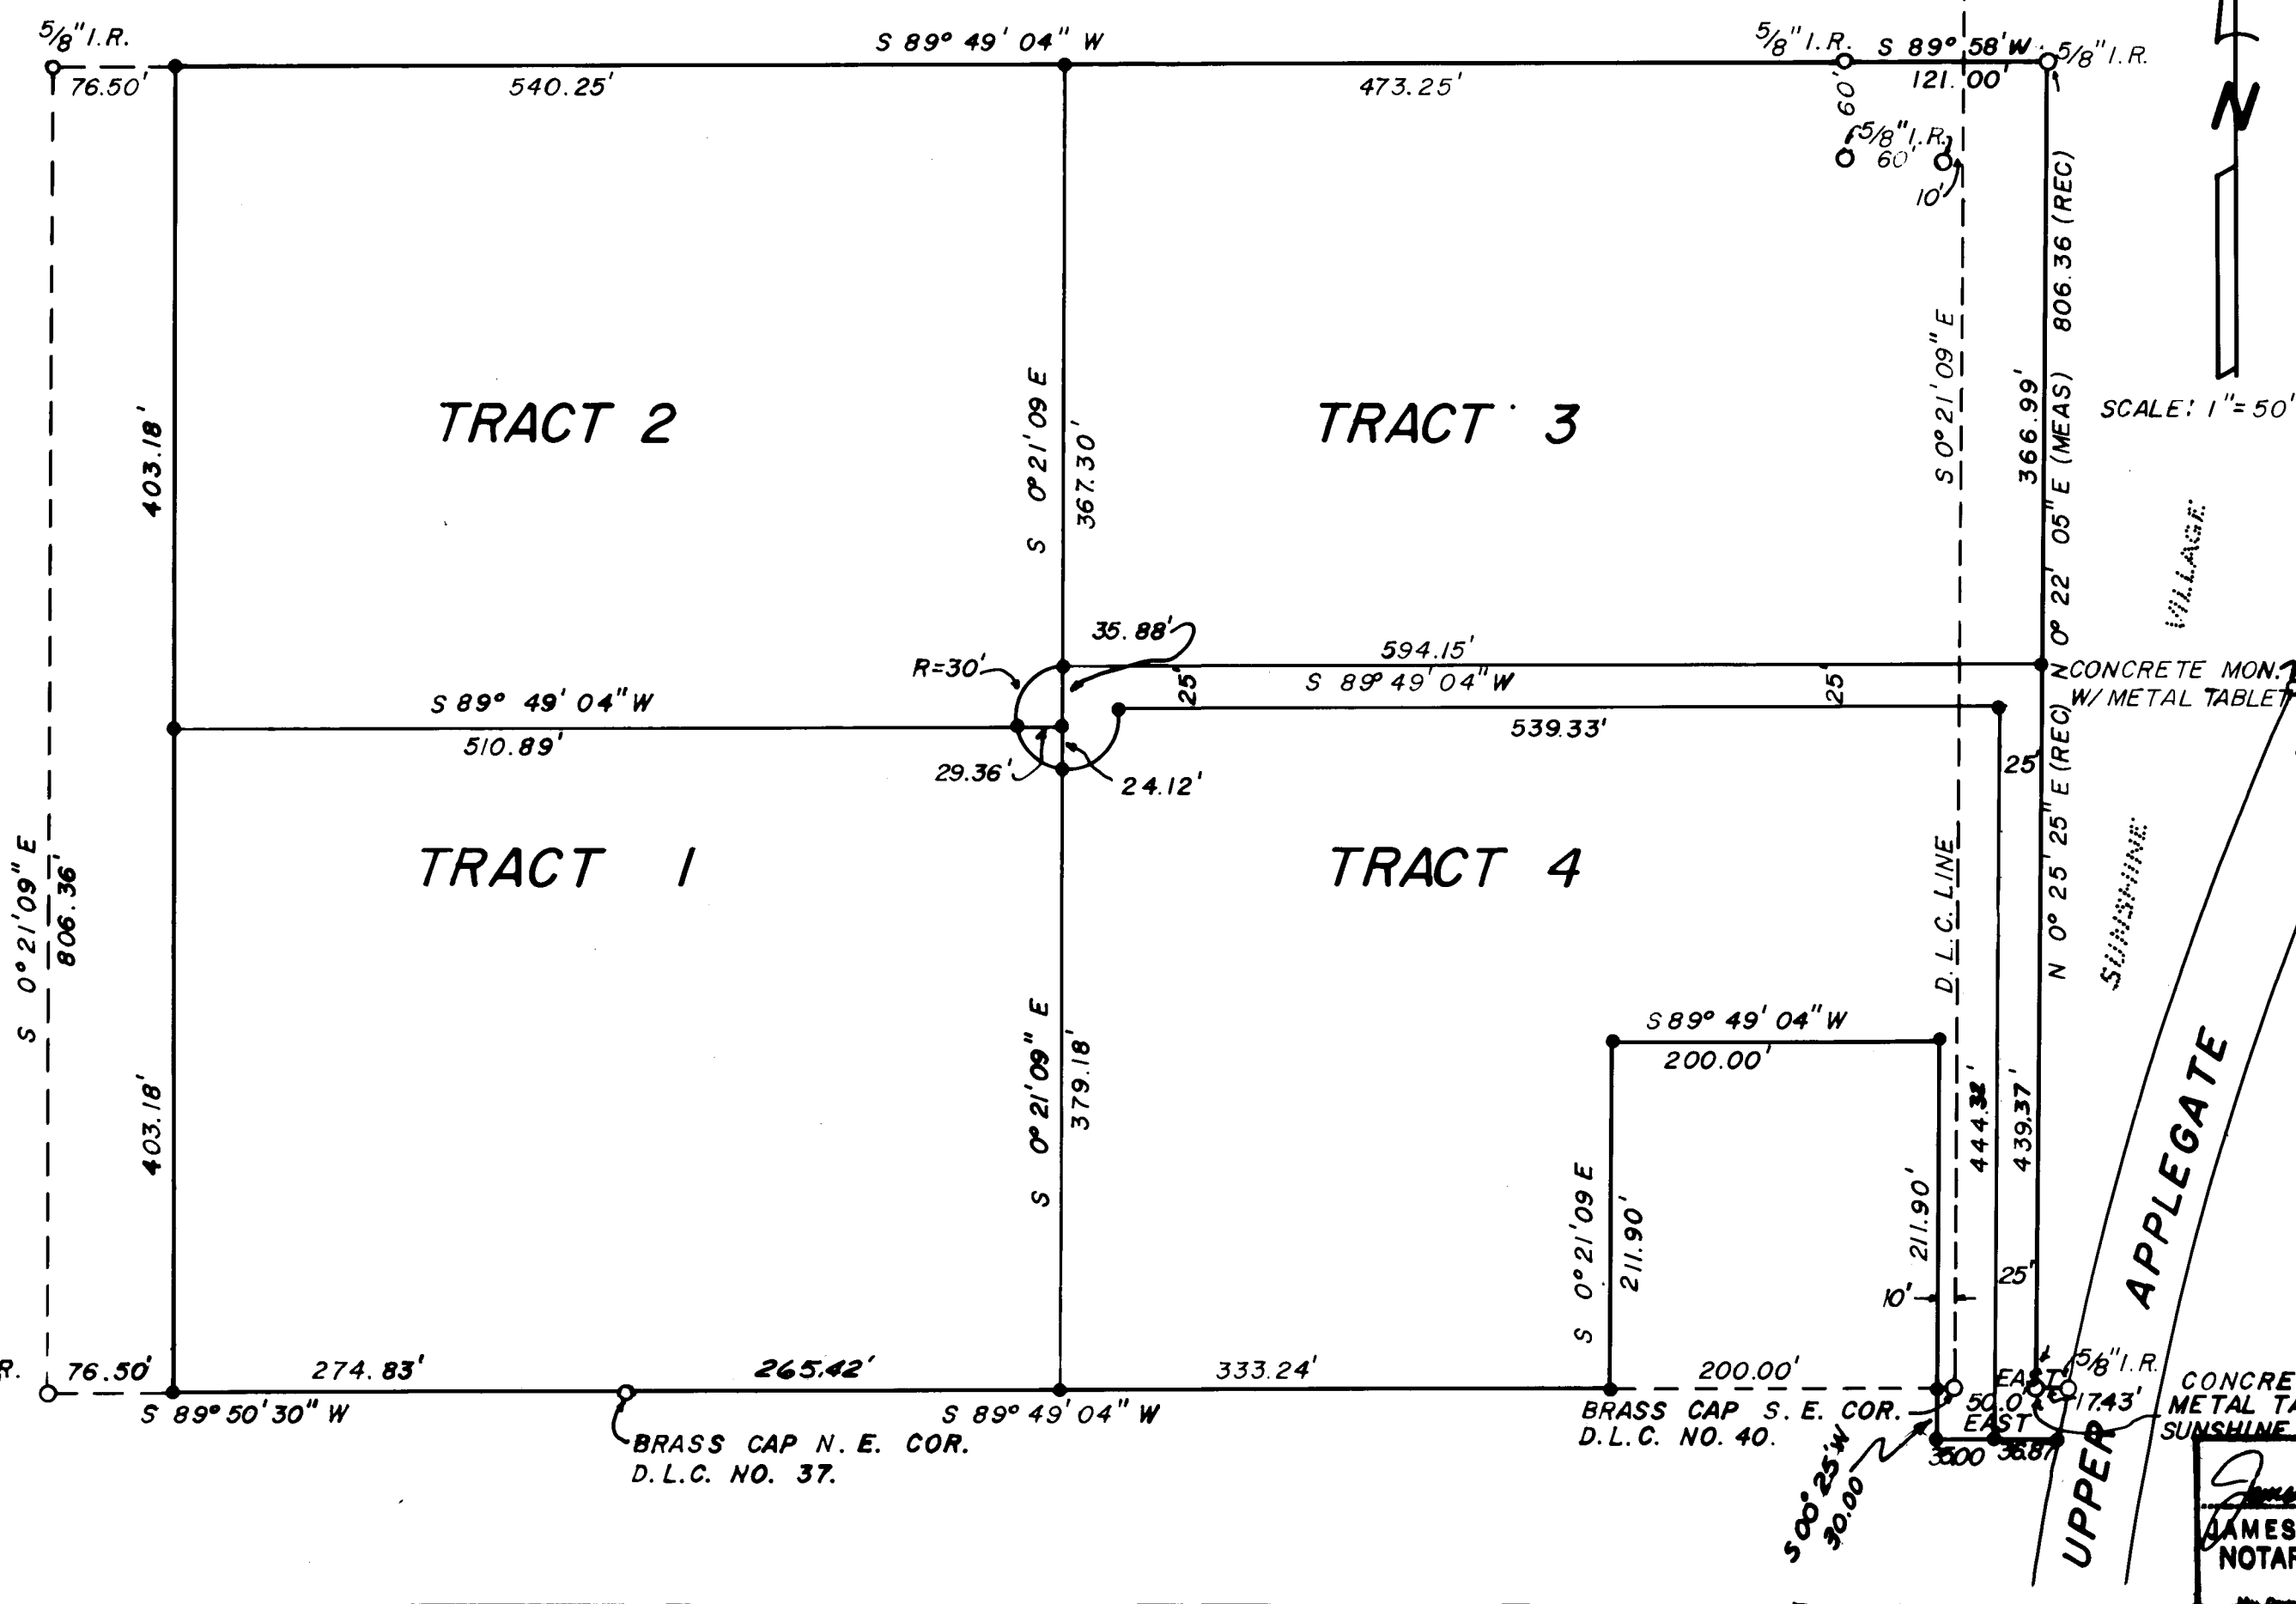 5/8" I.R.
S 89° 49' 04" W
5/8" I.R.
S 89° 58' W
5/8" I.R.
76.50'
540.25'
473.25'
121.00'
60'
5/8" I.R.
60'
10'
N
SCALE: 1" = 50'
403.18'
TRACT 2
S 0° 21' 09 E
367.30'
TRACT 3
S 0° 21' 09" E
366.99'
806.36 (REC)
N 0° 22' 05" E (MEAS)
N 0° 25' 25" E (REC)
VILLAGE
SUNSHINE
R=30'
35.88'
594.15'
S 89° 49' 04" W
25'
25'
CONCRETE MON.
W/ METAL TABLET
S 89° 49' 04" W
510.89'
29.36'
24.12'
539.33'
25'
S 0° 21' 09" E
806.36'
TRACT 1
TRACT 4
D.L.C. LINE
403.18'
S 0° 21' 09" E
379.18'
S 89° 49' 04" W
200.00'
S 0° 21' 09 E
211.90'
211.90'
10'
444.32'
439.37'
25'
UPPER APPLEGATE
R.
76.50'
274.83'
265.42'
333.24'
200.00'
EAST
50.0'
17.43'
5/8" I.R.
S 89° 50' 30" W
S 89° 49' 04" W
BRASS CAP N.E. COR.
D.L.C. NO. 37.
BRASS CAP S.E. COR.
D.L.C. NO. 40.
EAST
35.00
36.87
S 00° 25' W
30.00
CONCRE
METAL TA
SUNSHINE
JAMES
NOTAR